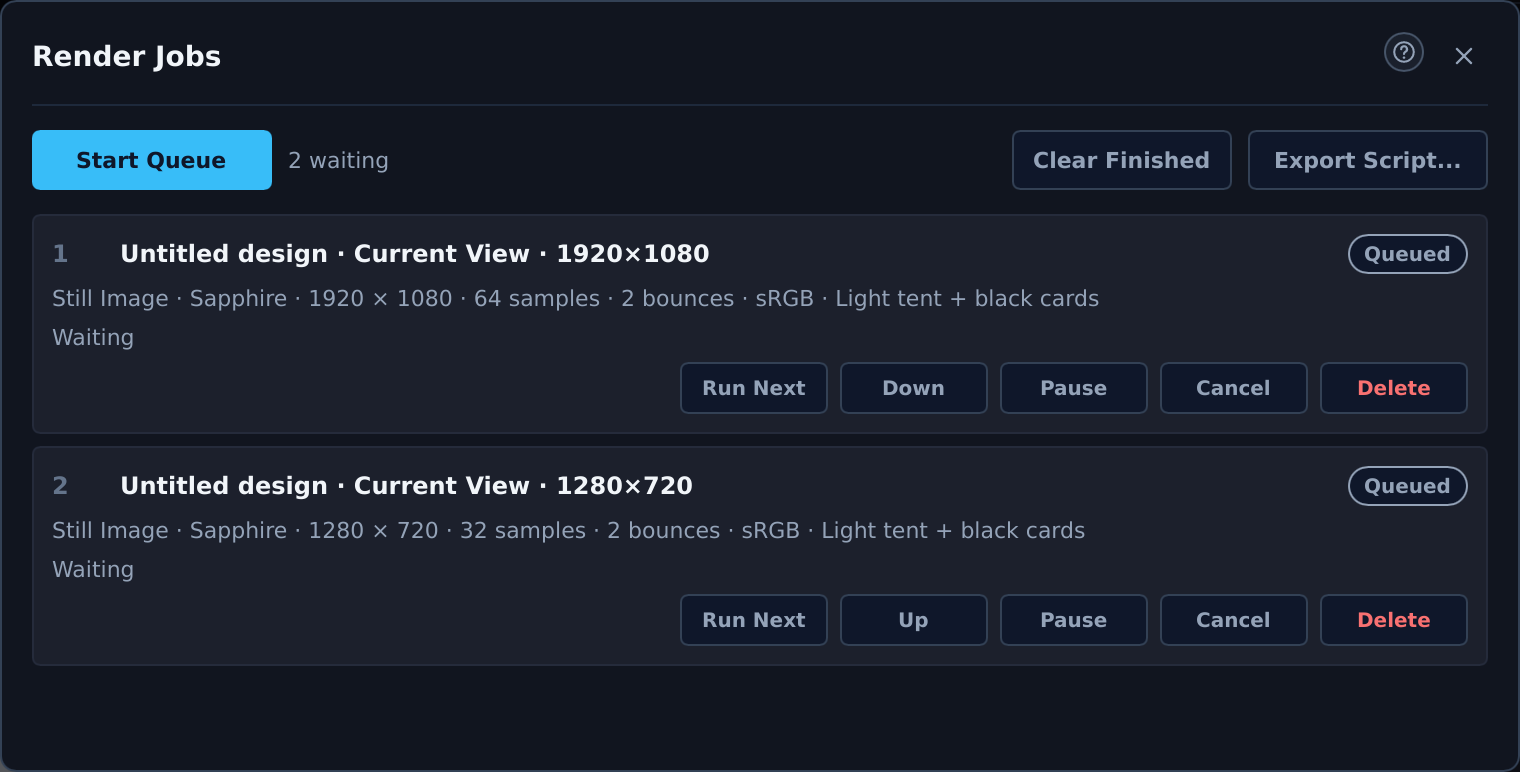 Render Jobs
Start Queue 2 waiting Clear Finished Export Script...
1 Untitled design · Current View · 1920×1080 Queued
Still Image · Sapphire · 1920 × 1080 · 64 samples · 2 bounces · sRGB · Light tent + black cards
Waiting
Run Next Down Pause Cancel Delete
2 Untitled design · Current View · 1280×720 Queued
Still Image · Sapphire · 1280 × 720 · 32 samples · 2 bounces · sRGB · Light tent + black cards
Waiting
Run Next Up Pause Cancel Delete